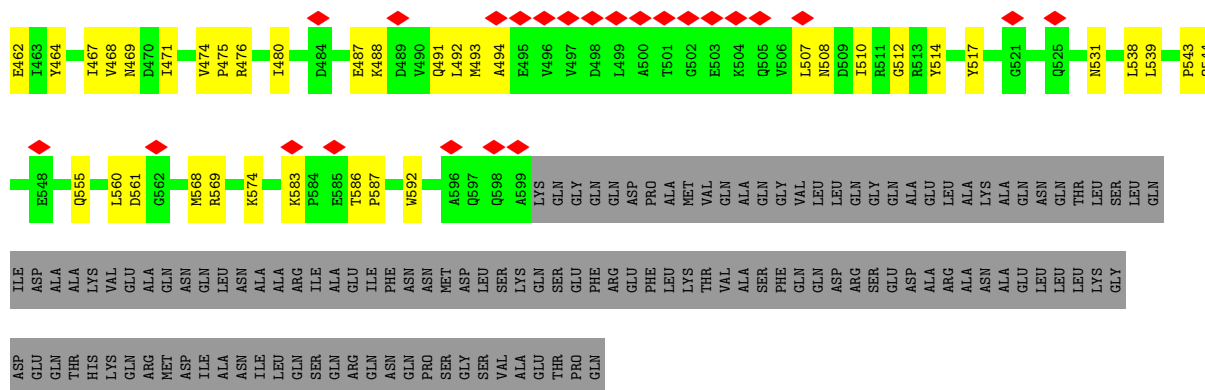 E462 I463 Y464 I467 V468 N469 D470 I471 V474 P475 R476 I480 D484 E487 K488 D489 V490 Q491 L492 M493 A494 E495 V496 V497 D498 L499 A500 T501 G502 E503 K504 Q505 V506 L507 N508 D509 I510 R511 G512 R513 Y514 Y517 G521 Q525 N531 L538 L539 P543
E548 Q555 L560 D561 G562 M568 R569 K574 K583 P584 E585 T586 P587 W592 A596 Q597 Q598 A599 LYS GLN GLY GLN GLN ASP PRO ALA MET VAL GLN ALA GLN GLY VAL LEU LEU GLN GLY GLN ALA GLU LEU ALA LYS ALA GLN ASN GLN THR LEU SER LEU GLN
ILE ASP ALA ALA LYS VAL GLU ALA GLN ASN GLN LEU ASN ALA ALA ARG ILE ALA GLU ILE PHE ASN ASN MET ASP LEU SER LYS GLN SER GLU PHE ARG GLU PHE LEU LYS THR VAL ALA SER PHE GLN GLN ASP ARG SER GLU ASP ALA ARG ALA ASN ALA GLU LEU LEU LEU LYS GLY
ASP GLU GLN THR HIS LYS GLN ARG MET ASP ILE ALA ASN ILE LEU GLN SER GLN ARG GLN ASN GLN PRO SER GLY SER VAL ALA GLU THR PRO GLN